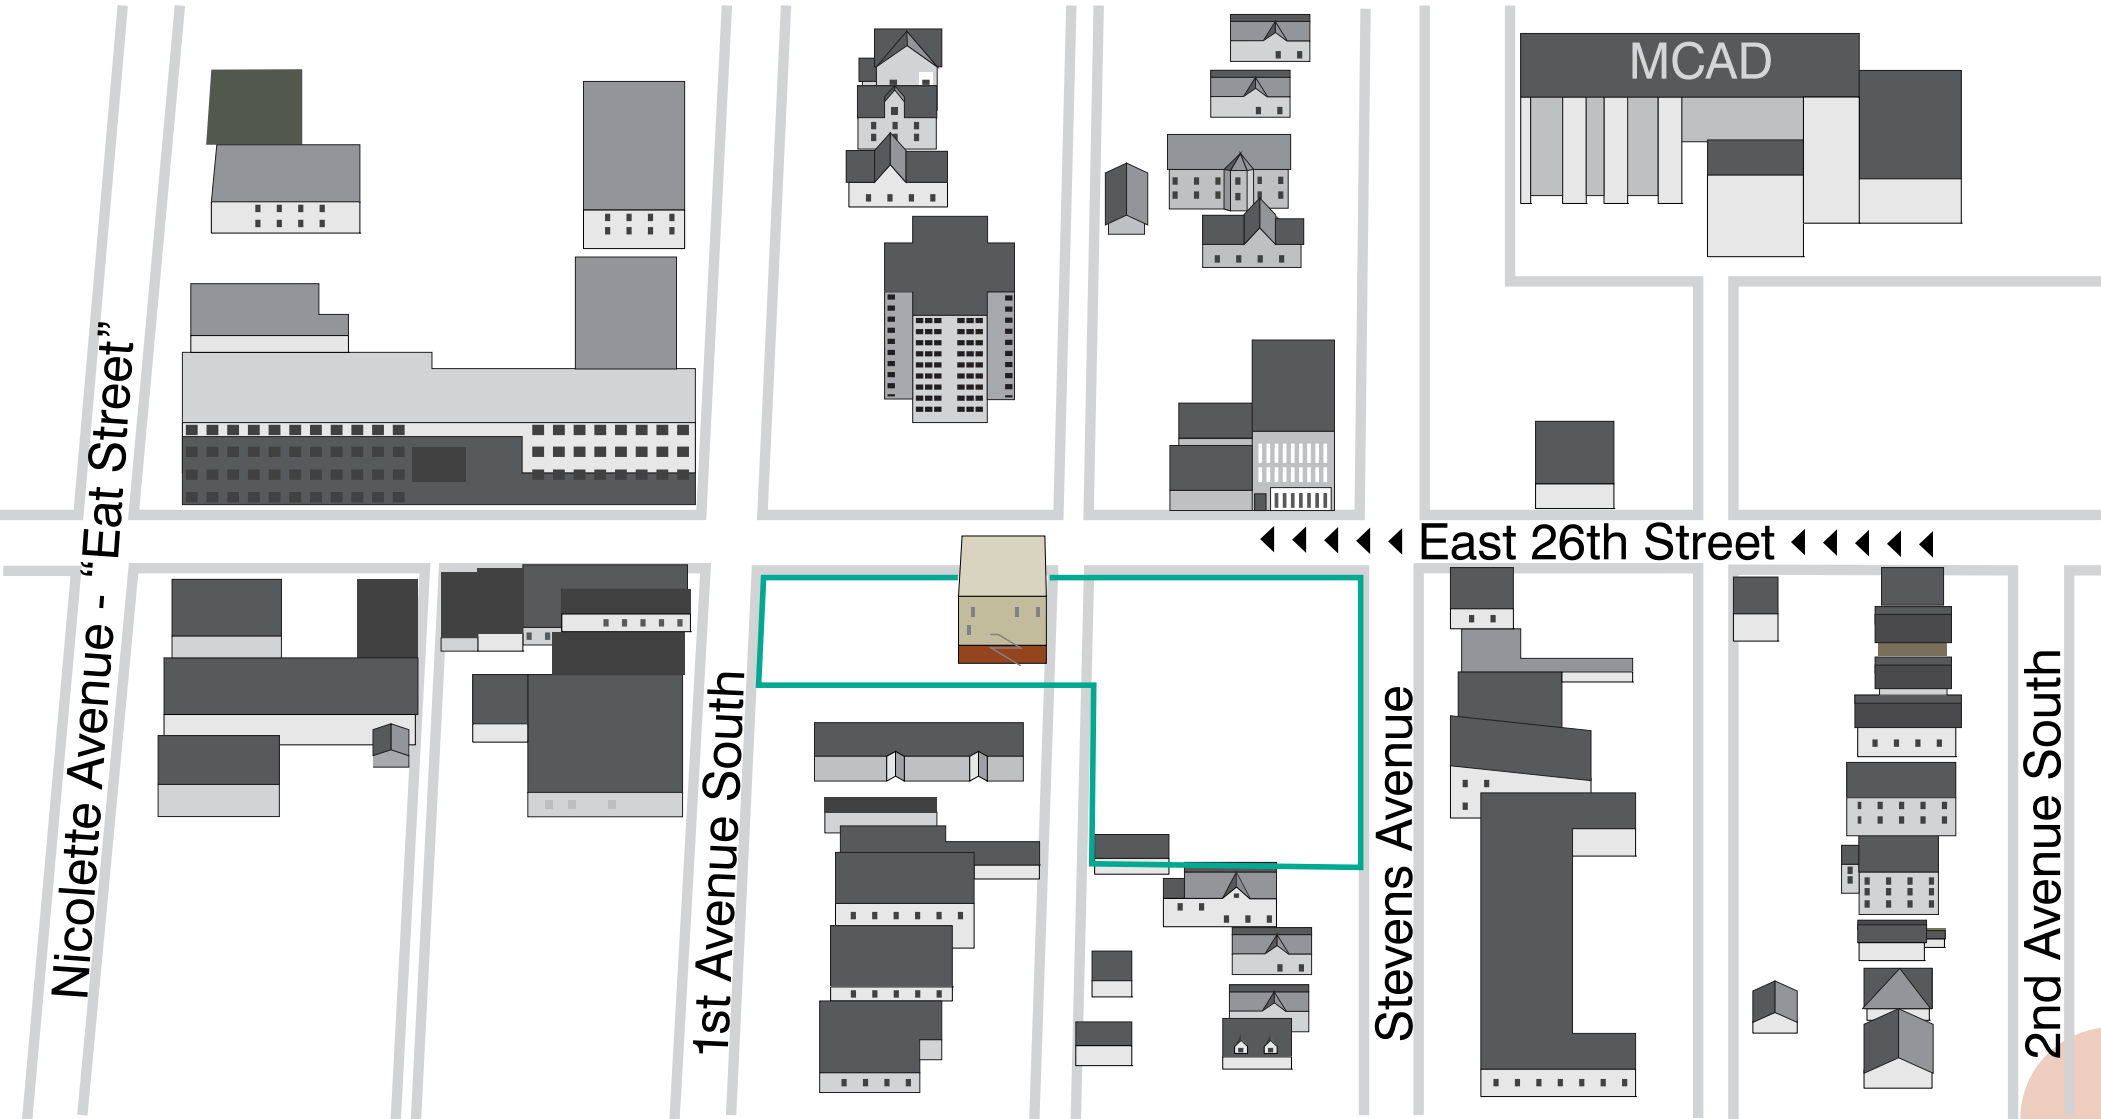 MCAD
East 26th Street
Nicolette Avenue - “Eat Street”
1st Avenue South
Stevens Avenue
2nd Avenue South